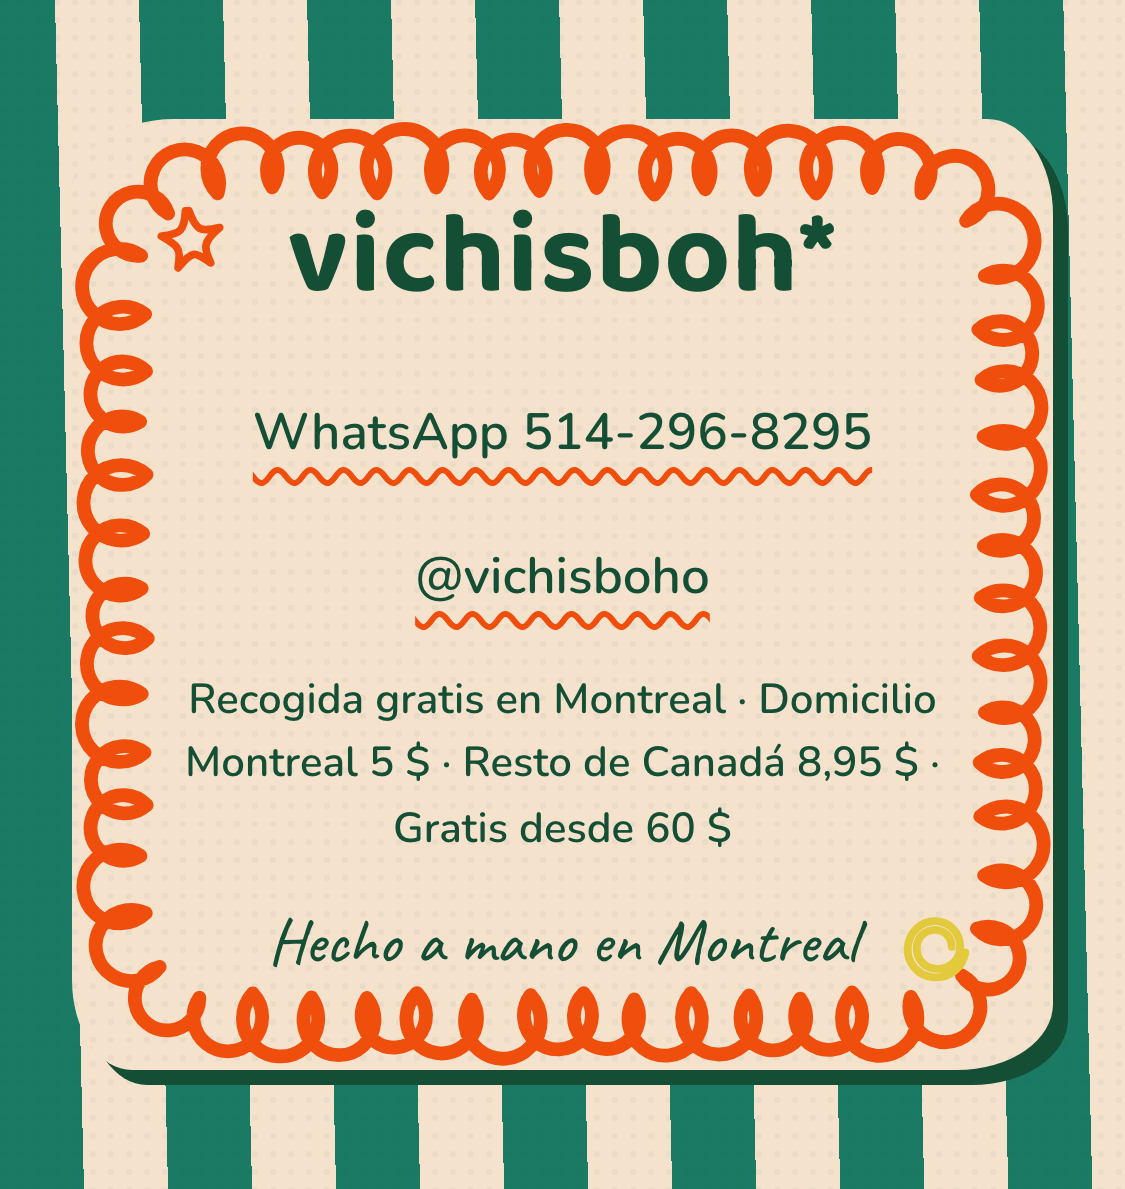 vichisboh*
WhatsApp 514-296-8295
@vichisboho
Recogida gratis en Montreal · Domicilio
Montreal 5 $ · Resto de Canadá 8,95 $ ·
Gratis desde 60 $
Hecho a mano en Montreal